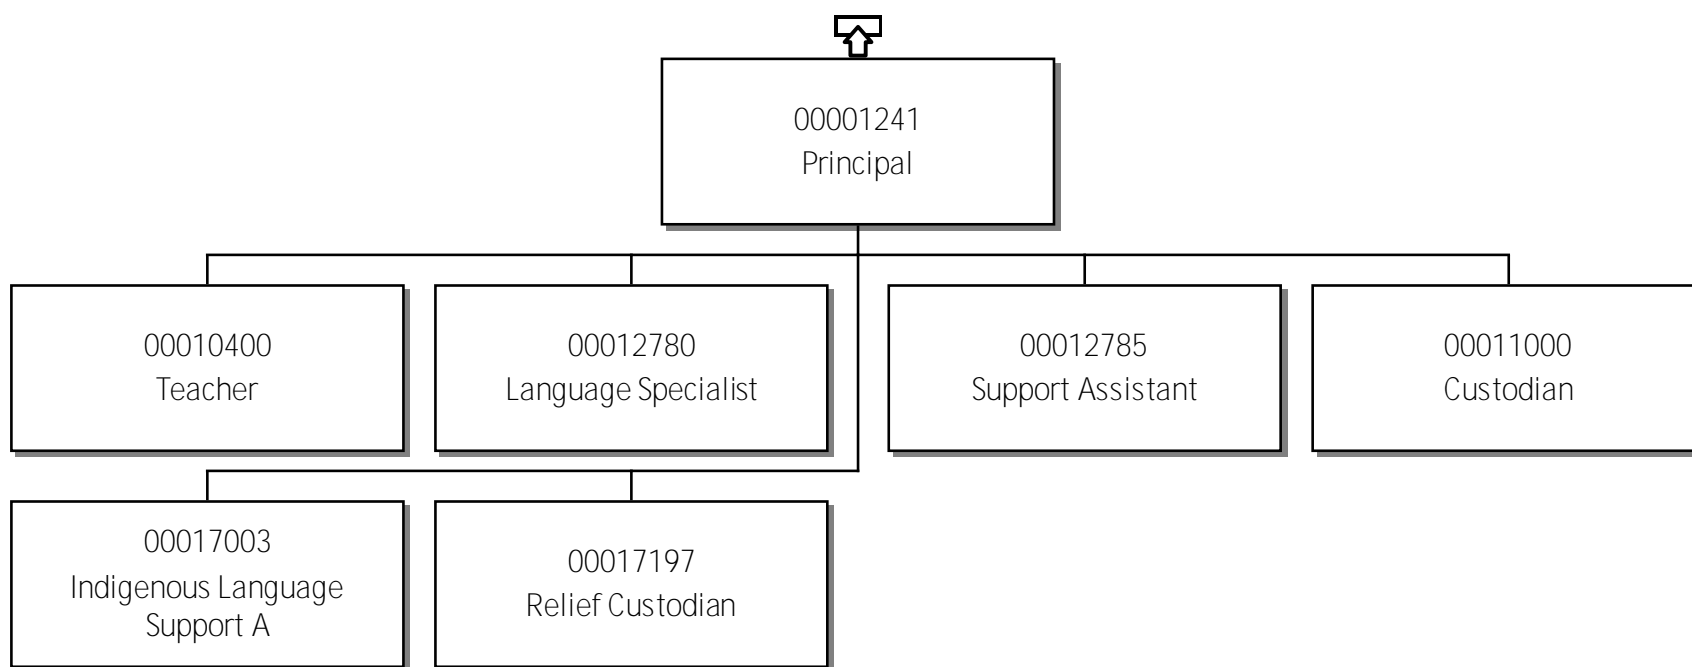 00001241
Principal
00010400
Teacher
00012780
Language Specialist
00012785
Support Assistant
00011000
Custodian
00017003
Indigenous Language
Support A
00017197
Relief Custodian